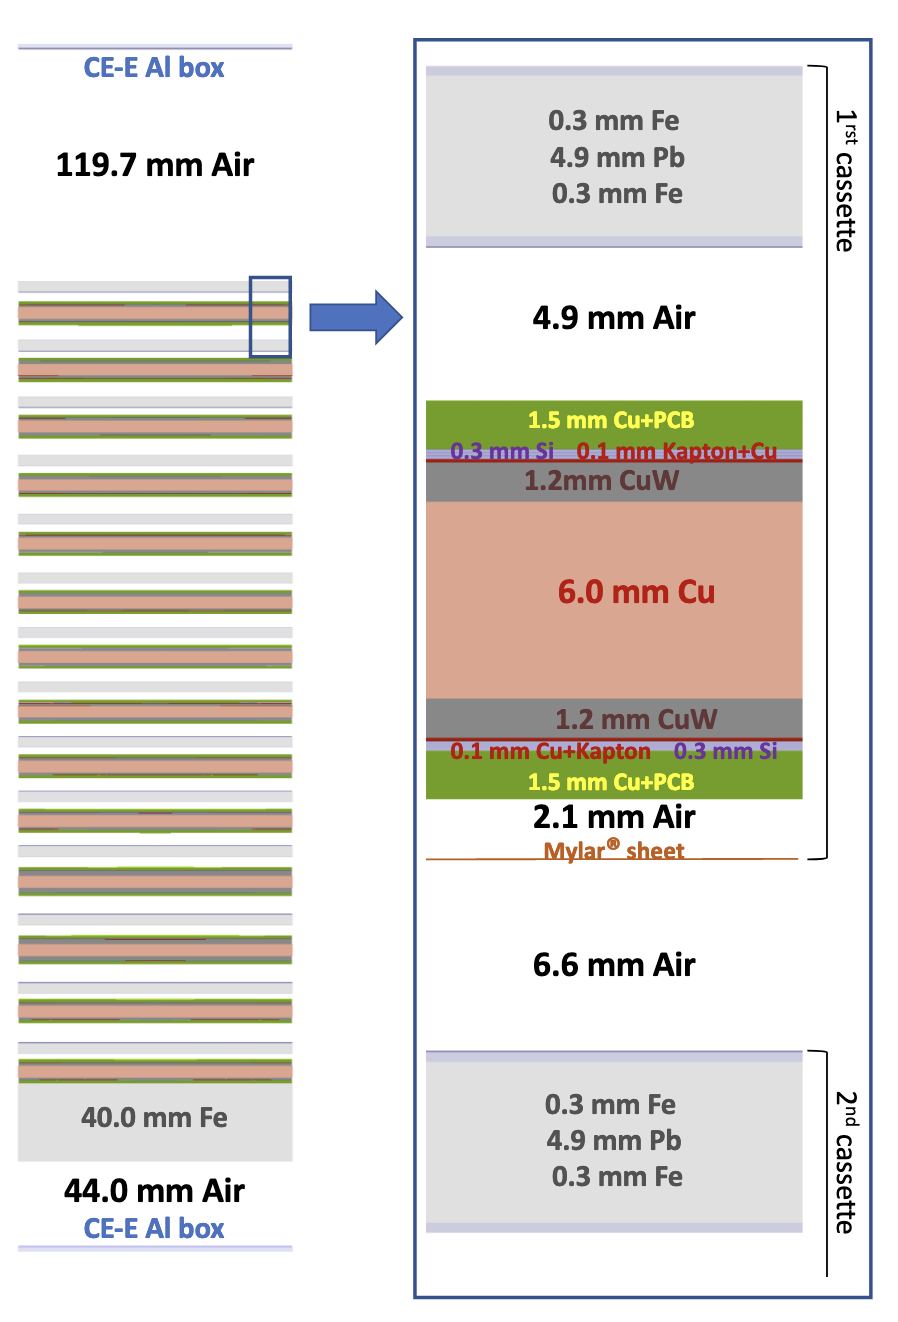 CE-E Al box
119.7 mm Air
40.0 mm Fe
44.0 mm Air
CE-E Al box
0.3 mm Fe
4.9 mm Pb
0.3 mm Fe
1rst cassette
4.9 mm Air
1.5 mm Cu+PCB
0.3 mm Si 0.1 mm Kapton+Cu
1.2mm CuW
6.0 mm Cu
1.2 mm CuW
0.1 mm Cu+Kapton 0.3 mm Si
1.5 mm Cu+PCB
2.1 mm Air
Mylar® sheet
6.6 mm Air
0.3 mm Fe
4.9 mm Pb
0.3 mm Fe
2nd cassette